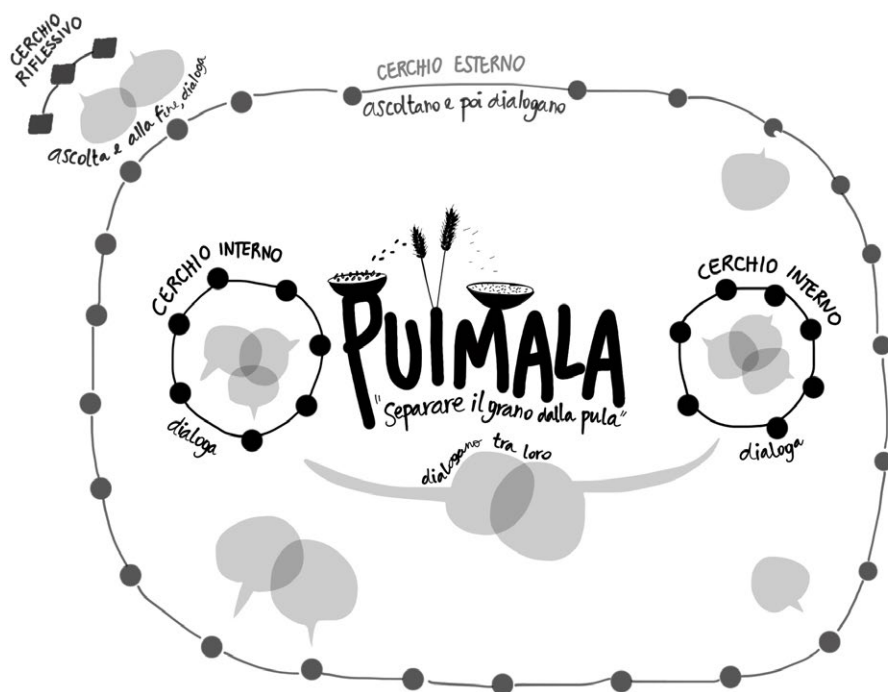 CERCHIO
RIFLESSIVO
ascolta e alla fine, dialoga
CERCHIO ESTERNO
ascoltano e poi dialogano
CERCHIO INTERNO
dialoga
PUIMALA
"Separare il grano dalla pula"
CERCHIO INTERNO
dialoga
dialogano tra loro